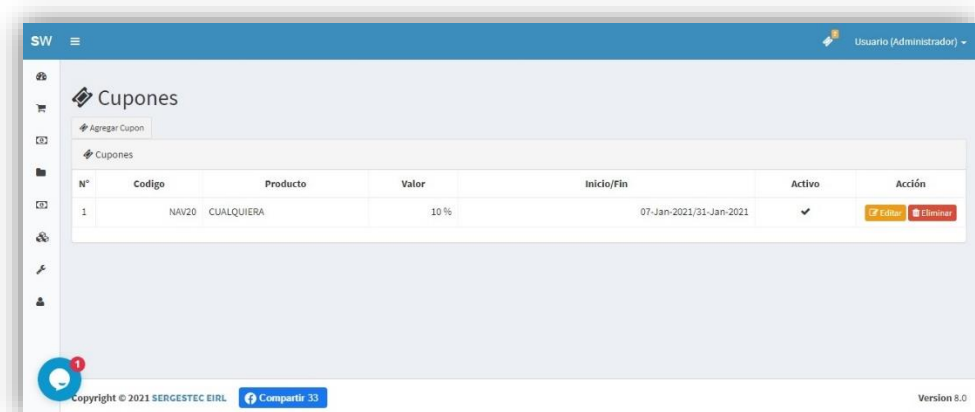 SW
Usuario (Administrador)
Cupones
Agregar Cupon
Cupones
N° Codigo Producto Valor Inicio/Fin Activo Acción
1 NAV20 CUALQUIERA 10 % 07-Jan-2021/31-Jan-2021 Editar Eliminar
1
Copyright © 2021 SERGESTEC EIRL Compartir 33 Version 8.0